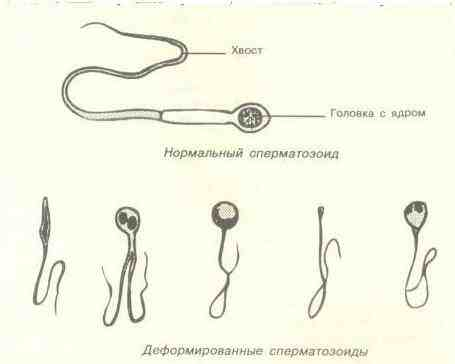 Хвост
Головка с ядром
Нормальный сперматозоид
Деформированные сперматозоиды